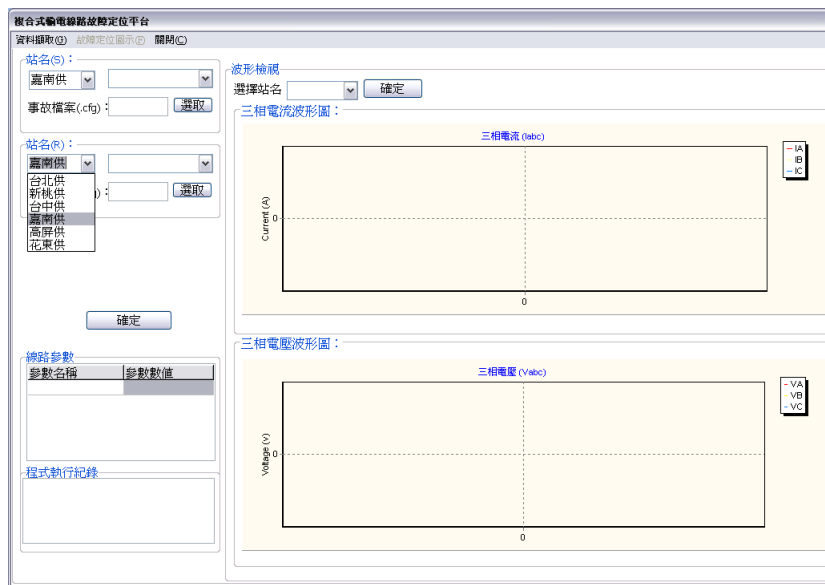 複合式輸電線路故障定位平台
資料擷取(G) 故障定位圖示(F) 關閉(C)
站名(S)：
嘉南供
事故檔案(.cfg)： 選取
站名(R)：
嘉南供
台北供
新桃供
台中供
嘉南供
高屏供
花東供
)： 選取
確定
線路參數
參數名稱 參數數值
程式執行紀錄
波形檢視
選擇站名 確定
三相電流波形圖：
三相電流 (Iabc)
IA
IB
IC
Current (A)
0
0
三相電壓波形圖：
三相電壓 (Vabc)
VA
VB
VC
Voltage (v)
0
0